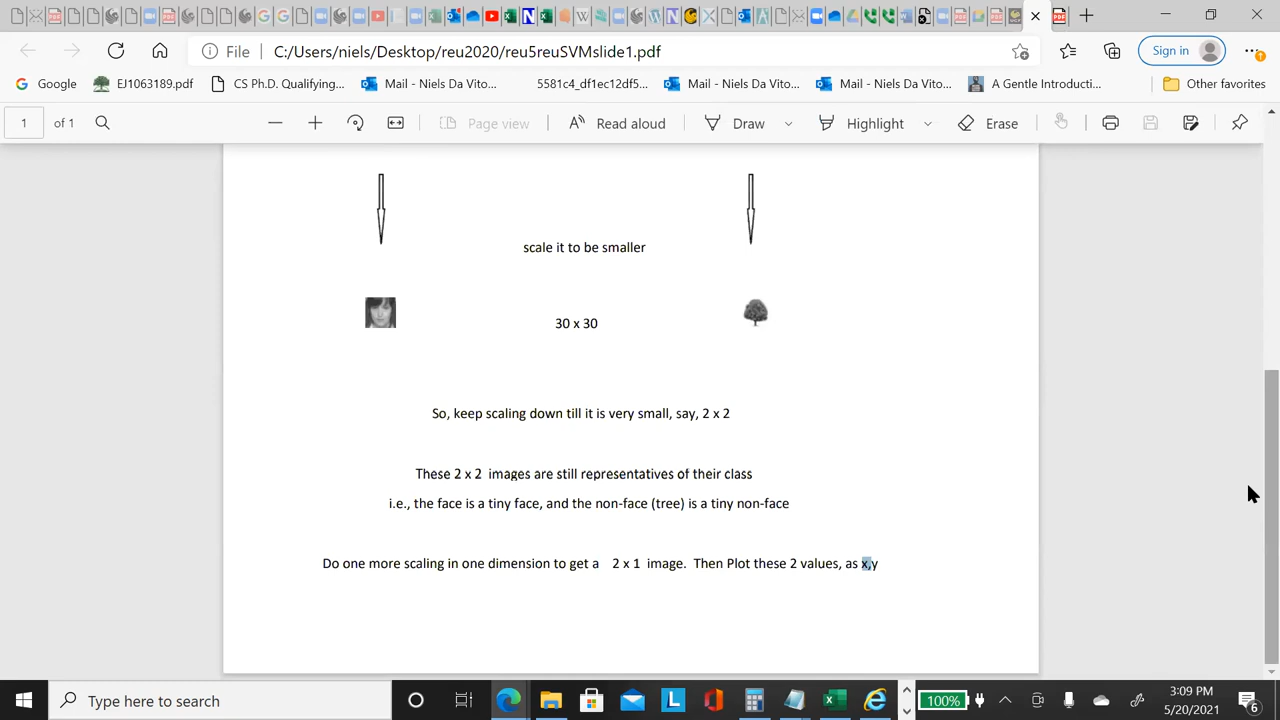 File C:/Users/niels/Desktop/reu2020/reu5reuSVMslide1.pdf Sign in
Google EJ1063189.pdf CS Ph.D. Qualifying... Mail - Niels Da Vito... 5581c4_df1ec12df5... Mail - Niels Da Vito... Mail - Niels Da Vito... A Gentle Introducti... Other favorites
1 of 1 Page view Read aloud Draw Highlight Erase
scale it to be smaller
30 x 30
So, keep scaling down till it is very small, say, 2 x 2
These 2 x 2 images are still representatives of their class
i.e., the face is a tiny face, and the non-face (tree) is a tiny non-face
Do one more scaling in one dimension to get a 2 x 1 image. Then Plot these 2 values, as x,y
Type here to search 100% 3:09 PM
5/20/2021 6